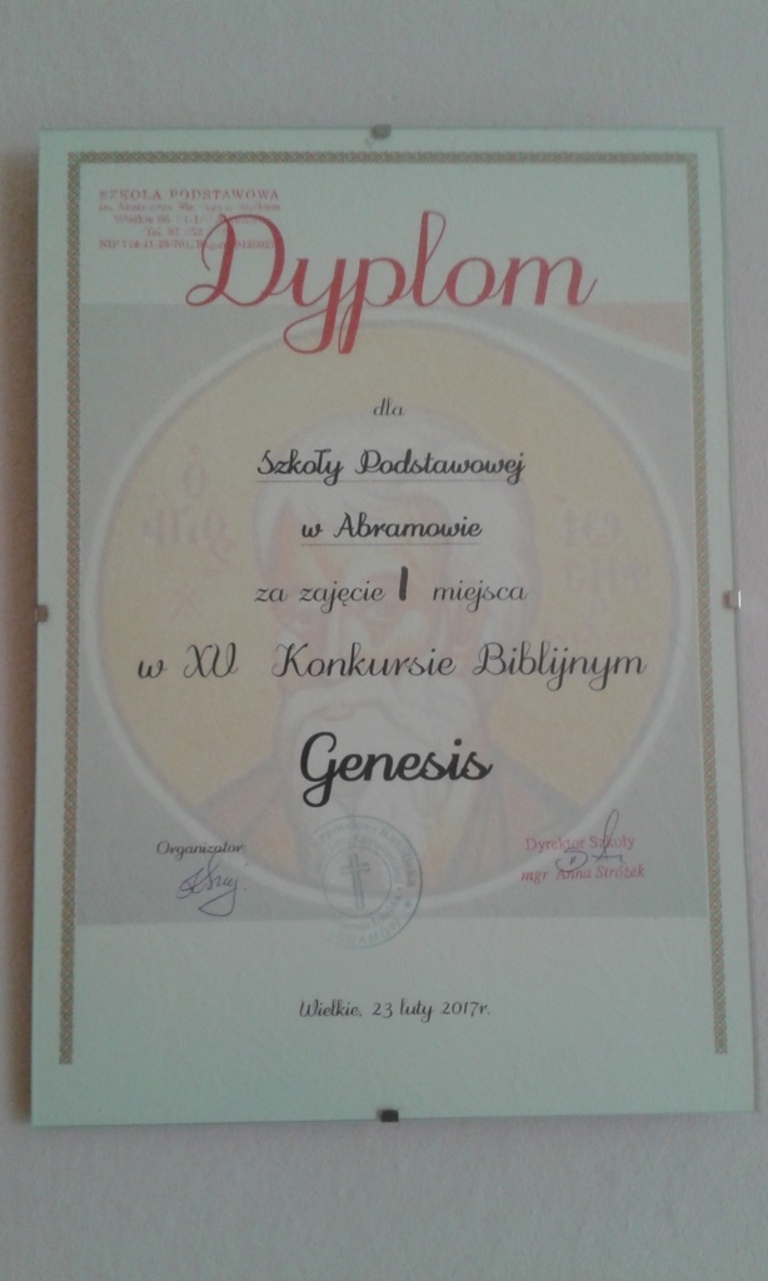 SZKOŁA PODSTAWOWA
Wielkie
Dyplom
dla
Szkoły Podstawowej
w Abramowie
za zajęcie I miejsca
w XV Konkursie Biblijnym
Genesis
Organizator
Dyrektor Szkoły
mgr Anna Stróżek
Wielkie, 23 luty 2017r.